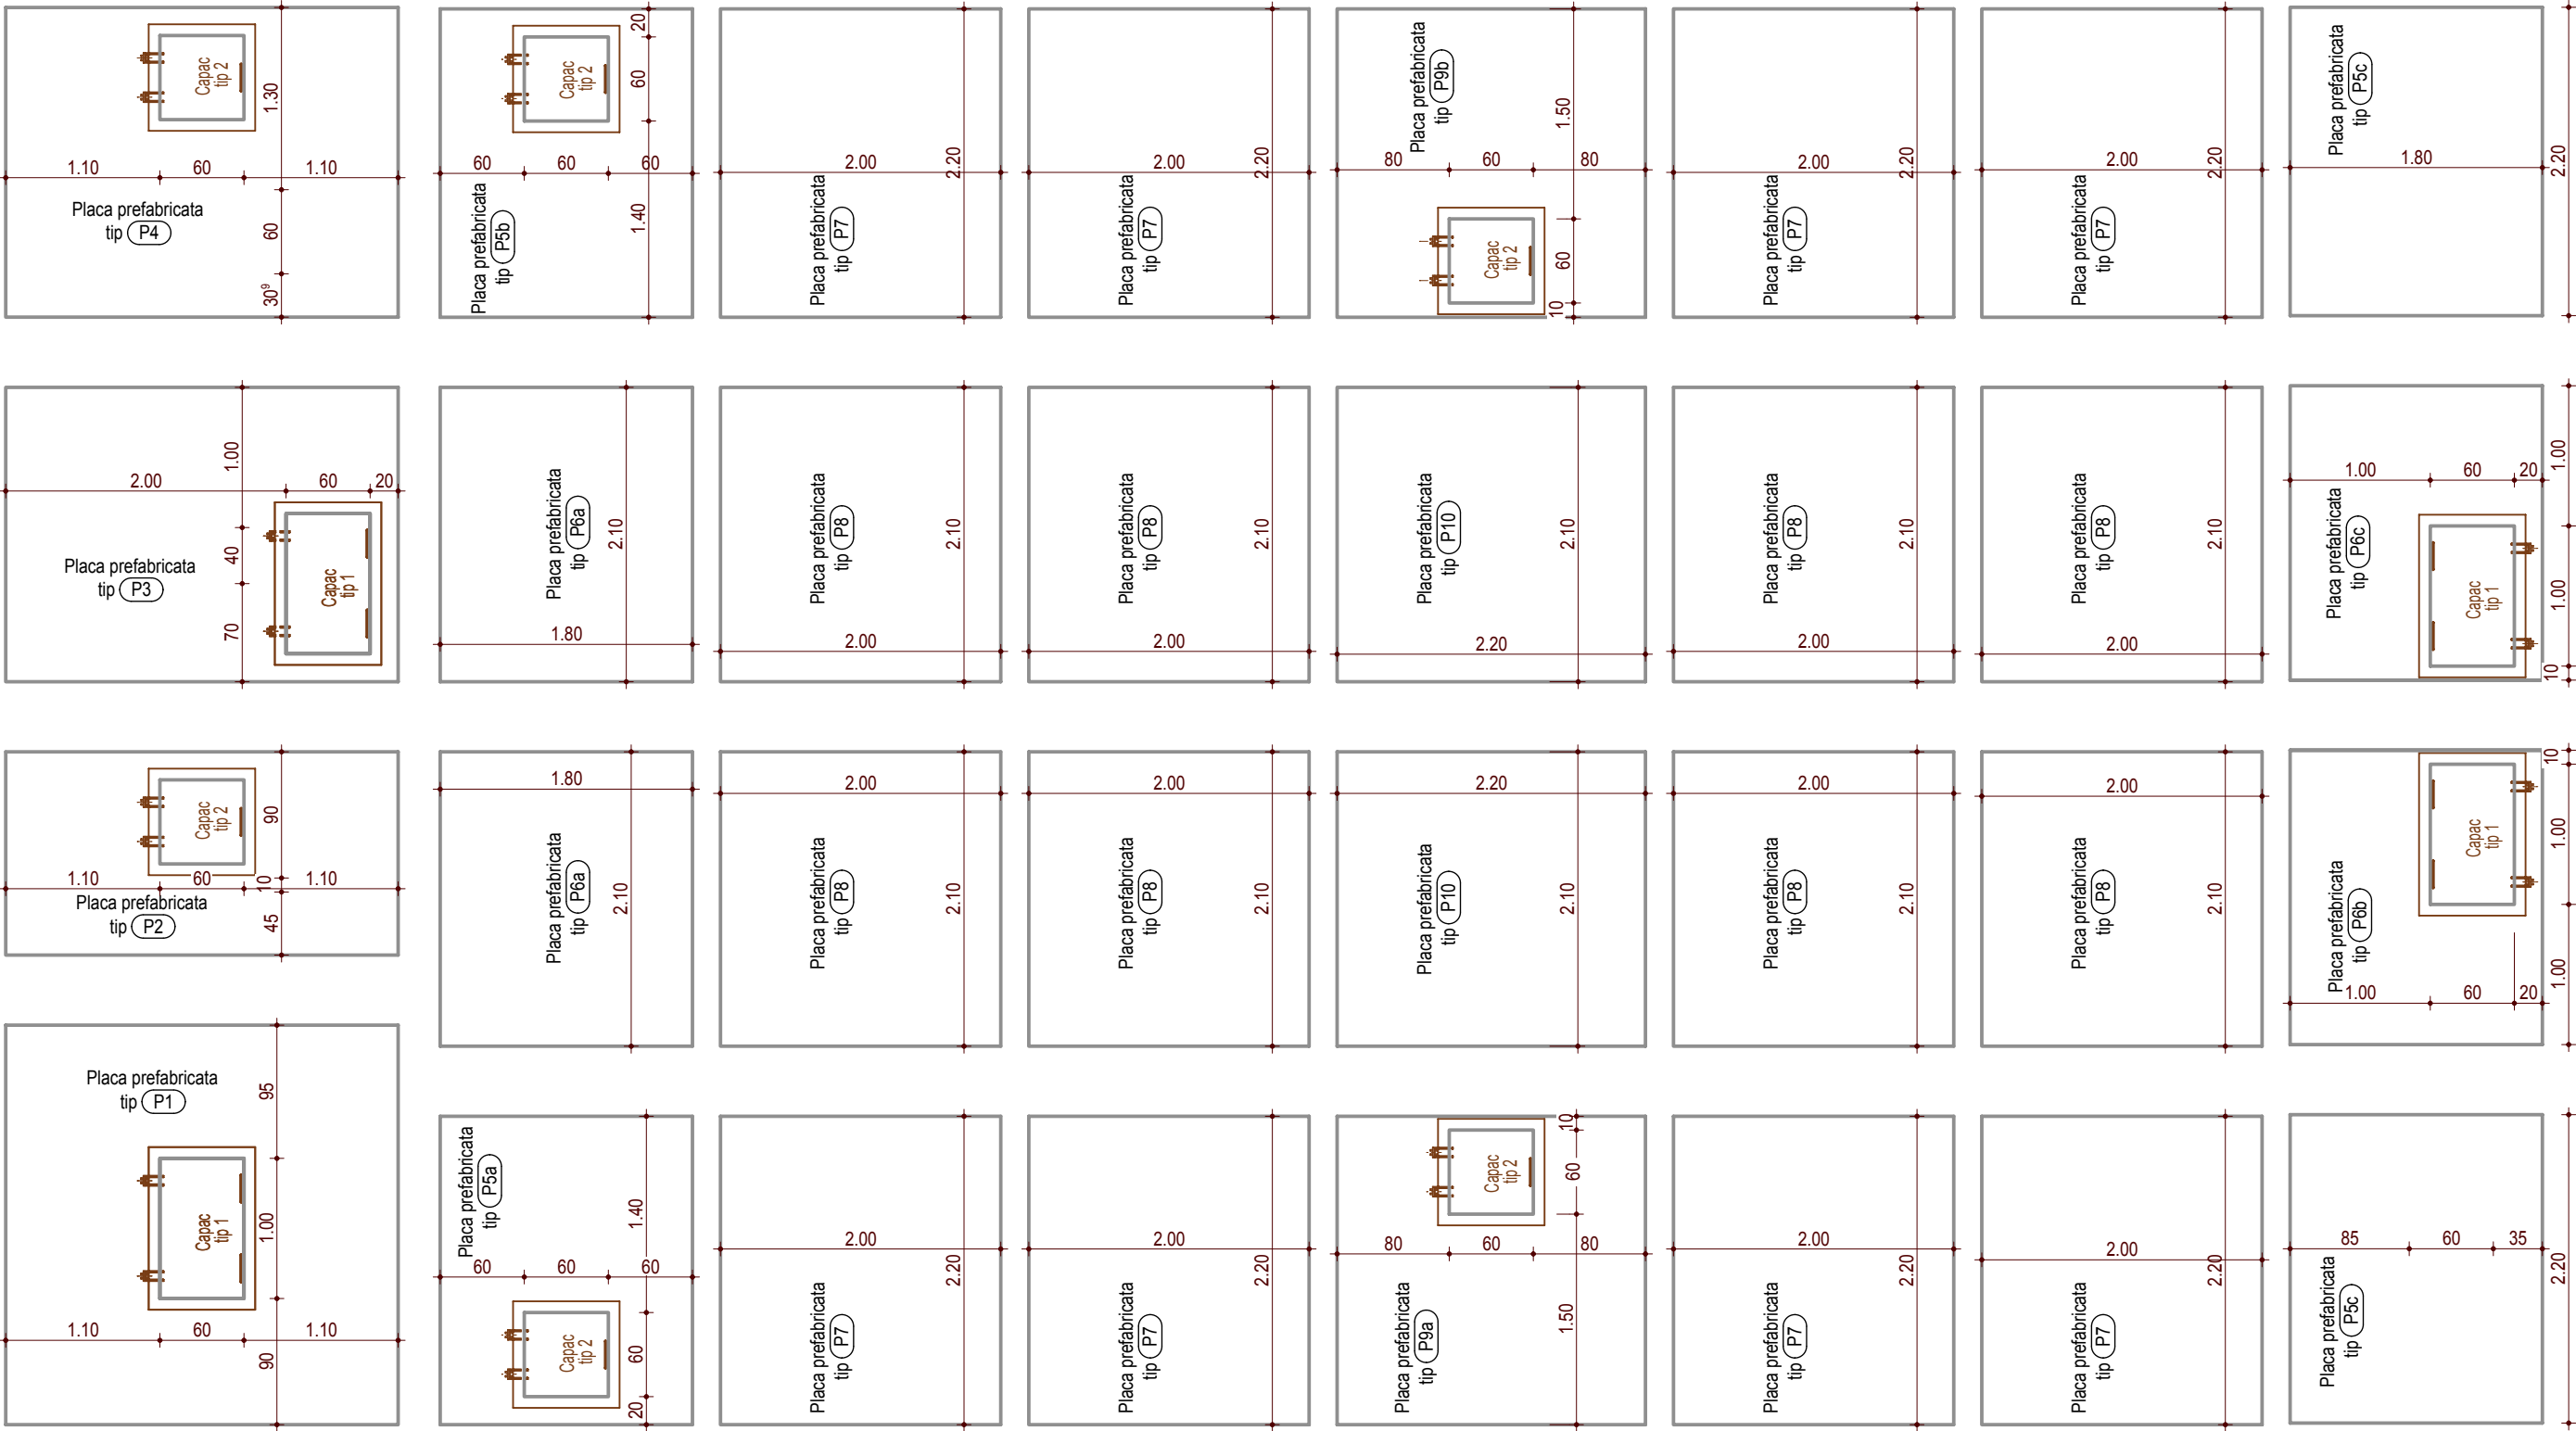 Capac
tip 2
1.30
1.10
60
1.10
Placa prefabricata
tip P4
60
30⁹
Capac
tip 2
20
60
60
60
60
1.40
Placa prefabricata
tip P5b
2.00
2.20
Placa prefabricata
tip P7
2.00
2.20
Placa prefabricata
tip P7
Placa prefabricata
tip P9b
1.50
80
60
80
Capac
tip 2
60
10
2.00
2.20
Placa prefabricata
tip P7
2.00
2.20
Placa prefabricata
tip P7
Placa prefabricata
tip P5c
1.80
2.20
1.00
2.00
60
20
40
Placa prefabricata
tip P3
Capac
tip 1
70
Placa prefabricata
tip P6a
2.10
1.80
Placa prefabricata
tip P8
2.10
2.00
Placa prefabricata
tip P8
2.10
2.00
Placa prefabricata
tip P10
2.10
2.20
Placa prefabricata
tip P8
2.10
2.00
Placa prefabricata
tip P8
2.10
2.00
1.00
1.00
60
20
Placa prefabricata
tip P6c
Capac
tip 1
1.00
10
Capac
tip 2
90
1.10
60
10
1.10
Placa prefabricata
tip P2
45
1.80
Placa prefabricata
tip P6a
2.10
2.00
Placa prefabricata
tip P8
2.10
2.00
Placa prefabricata
tip P8
2.10
2.20
Placa prefabricata
tip P10
2.10
2.00
Placa prefabricata
tip P8
2.10
2.00
Placa prefabricata
tip P8
2.10
10
Capac
tip 1
1.00
Placa prefabricata
tip P6b
1.00
1.00
60
20
Placa prefabricata
tip P1
95
Capac
tip 1
1.00
1.10
60
1.10
90
Placa prefabricata
tip P5a
1.40
60
60
60
Capac
tip 2
60
20
2.00
2.20
Placa prefabricata
tip P7
2.00
2.20
Placa prefabricata
tip P7
10
Capac
tip 2
60
80
60
80
Placa prefabricata
tip P9a
1.50
2.00
2.20
Placa prefabricata
tip P7
2.00
2.20
Placa prefabricata
tip P7
85
60
35
2.20
Placa prefabricata
tip P5c